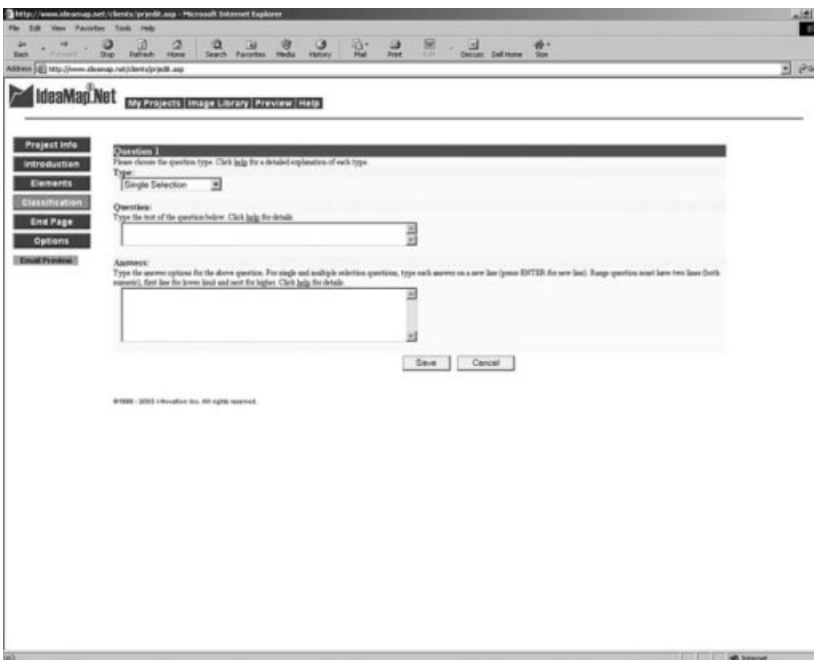 http://www.ideamap.net/clients/prjedit.asp - Microsoft Internet Explorer
File Edit View Favorites Tools Help
Back Forward Stop Refresh Home Search Favorites Media History Mail Print Edit Discuss Dell Home Size
Address http://www.ideamap.net/clients/prjedit.asp
IdeaMap.Net
My Projects Image Library Preview Help
Project Info
Introduction
Elements
Classification
End Page
Options
Email Preview
Question 1
Please choose the question type. Click help for a detailed explanation of each type.
Type:
Single Selection
Question:
Type the text of the question below. Click help for details.
Answers:
Type the answer options for the above question. For single and multiple selection questions, type each answer on a new line (press ENTER for new line). Range question must have two lines (both
numeric), first line for lower limit and next for higher. Click help for details.
Save Cancel
©1999 - 2003 i-Novation Inc. All rights reserved.
Internet